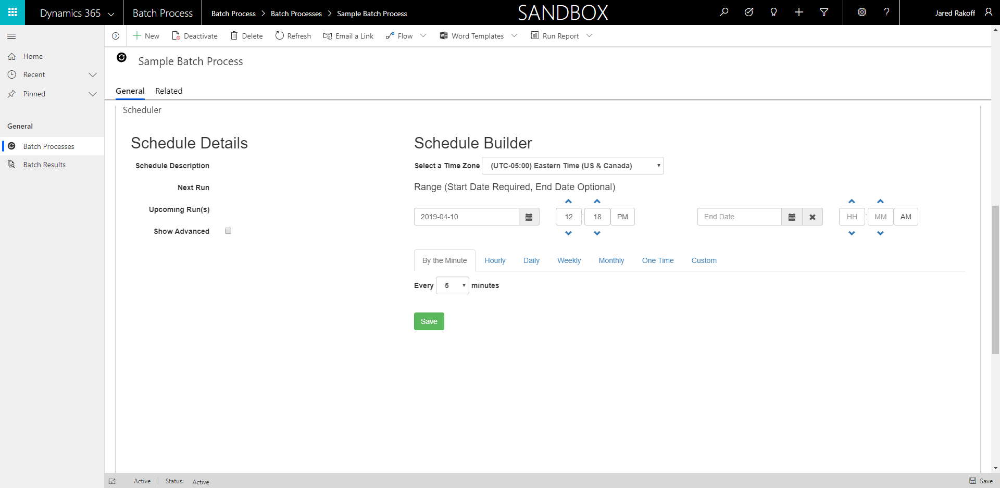 Dynamics 365
Batch Process
Batch Process > Batch Processes > Sample Batch Process
SANDBOX
?
Jared Rakoff
New
Deactivate
Delete
Refresh
Email a Link
Flow
Word Templates
Run Report
Home
Recent
Pinned
General
Batch Processes
Batch Results
Sample Batch Process
General
Related
Scheduler
Schedule Details
Schedule Description
Next Run
Upcoming Run(s)
Show Advanced
Schedule Builder
Select a Time Zone (UTC-05:00) Eastern Time (US & Canada)
Range (Start Date Required, End Date Optional)
2019-04-10
12 : 18 PM
End Date
HH : MM AM
By the Minute
Hourly
Daily
Weekly
Monthly
One Time
Custom
Every 5 minutes
Save
Active
Status: Active
Save